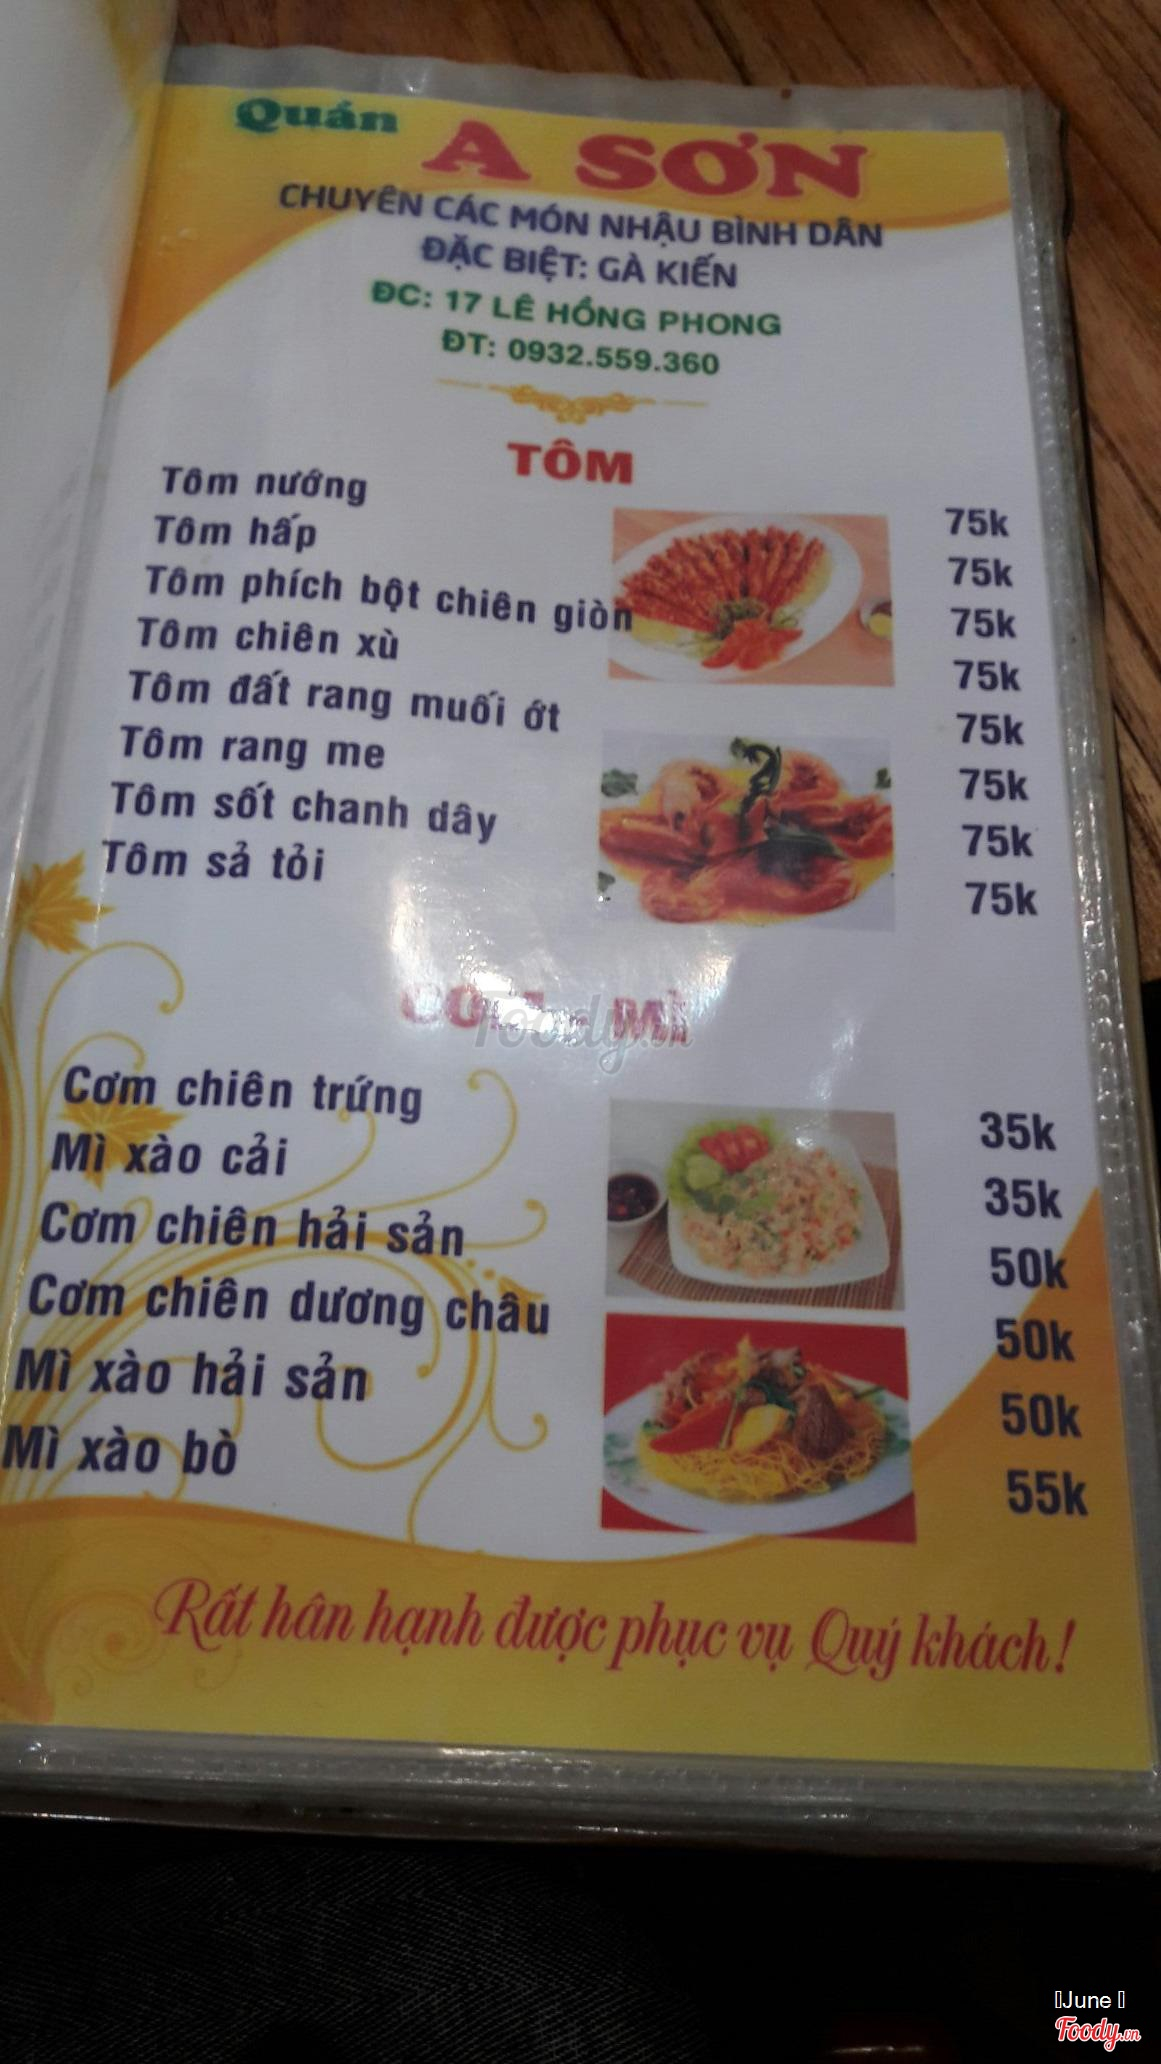 Quán
A SƠN
CHUYÊN CÁC MÓN NHẬU BÌNH DÂN
ĐẶC BIỆT: GÀ KIẾN
ĐC: 17 LÊ HỒNG PHONG
ĐT: 0932.559.360
TÔM
Tôm nướng 75k
Tôm hấp 75k
Tôm phích bột chiên giòn 75k
Tôm chiên xù 75k
Tôm đất rang muối ớt 75k
Tôm rang me 75k
Tôm sốt chanh dây 75k
Tôm sả tỏi 75k
CƠM - MÌ
Foody.vn
Cơm chiên trứng 35k
Mì xào cải 35k
Cơm chiên hải sản 50k
Cơm chiên dương châu 50k
Mì xào hải sản 50k
Mì xào bò 55k
Rất hân hạnh được phục vụ Quý khách!
June
Foody.vn